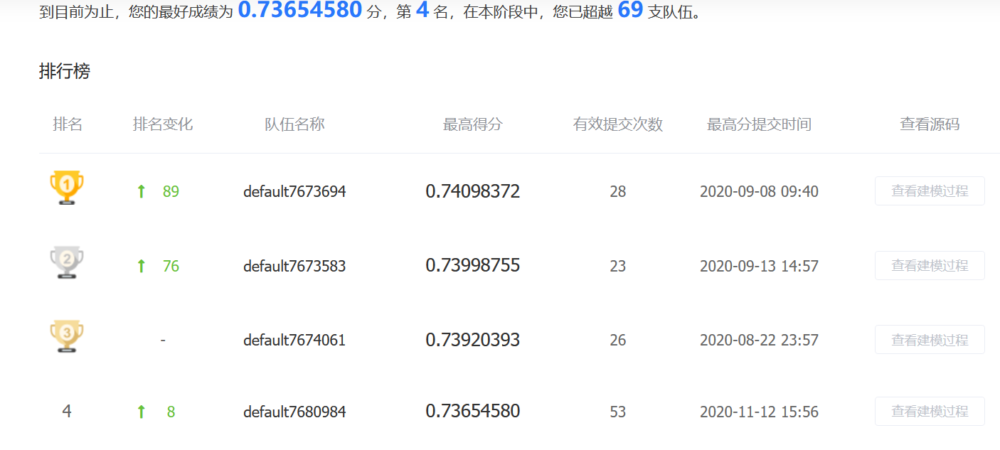 到目前为止，您的最好成绩为 0.73654580 分，第 4 名，在本阶段中，您已超越 69 支队伍。
排行榜
排名 排名变化 队伍名称 最高得分 有效提交次数 最高分提交时间 查看源码
1 ↑ 89 default7673694 0.74098372 28 2020-09-08 09:40 查看建模过程
2 ↑ 76 default7673583 0.73998755 23 2020-09-13 14:57 查看建模过程
3 - default7674061 0.73920393 26 2020-08-22 23:57 查看建模过程
4 ↑ 8 default7680984 0.73654580 53 2020-11-12 15:56 查看建模过程